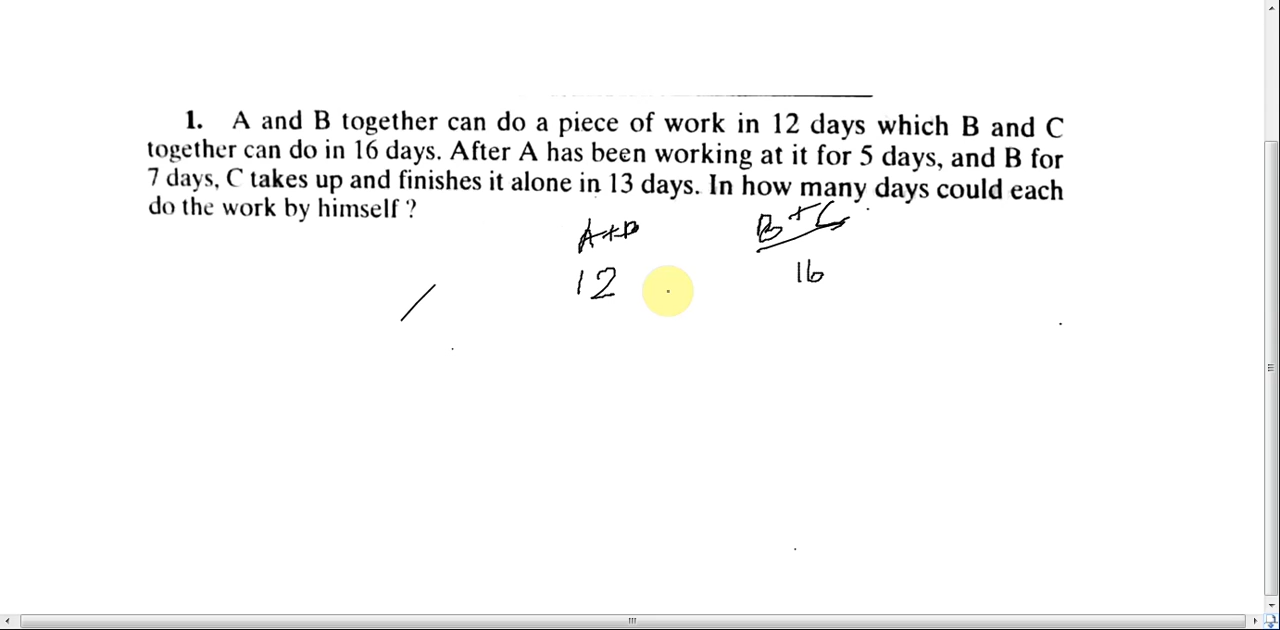 1. A and B together can do a piece of work in 12 days which B and C
together can do in 16 days. After A has been working at it for 5 days, and B for
7 days, C takes up and finishes it alone in 13 days. In how many days could each
do the work by himself ?
A+B B+C
12 16